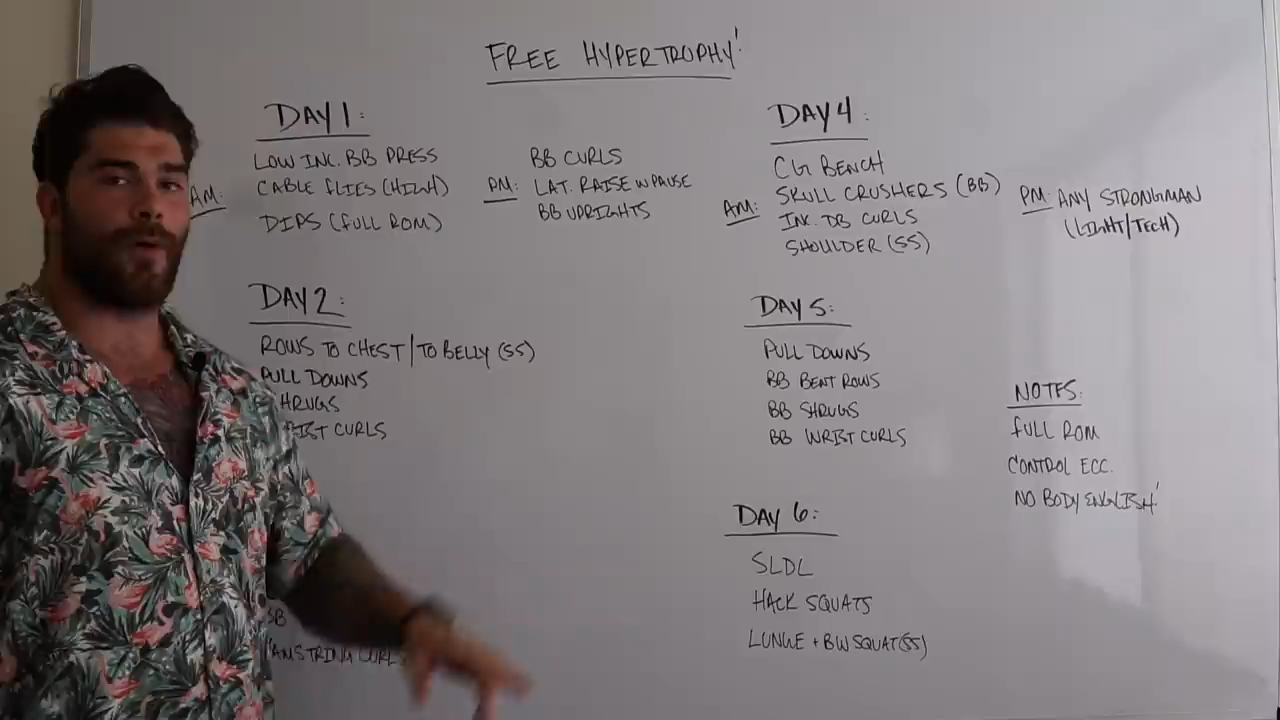 FREE HYPERTROPHY!
DAY 1:
AM:
LOW INC. BB PRESS
CABLE FLIES (HIGH)
DIPS (FULL ROM)
PM:
BB CURLS
LAT. RAISE W PAUSE
BB UPRIGHTS
DAY 2:
ROWS TO CHEST/TO BELLY (SS)
PULL DOWNS
HRUGS
IST CURLS
SB
AMSTRING CURL
DAY 4:
AM:
CG BENCH
SKULL CRUSHERS (BB)
INC. DB CURLS
SHOULDER (SS)
PM: ANY STRONGMAN
(LIGHT/TECH)
DAY 5:
PULL DOWNS
BB BENT ROWS
BB SHRUGS
BB WRIST CURLS
DAY 6:
SLDL
HACK SQUATS
LUNGE + BW SQUAT (SS)
NOTES:
FULL ROM
CONTROL ECC.
NO BODY ENGLISH!